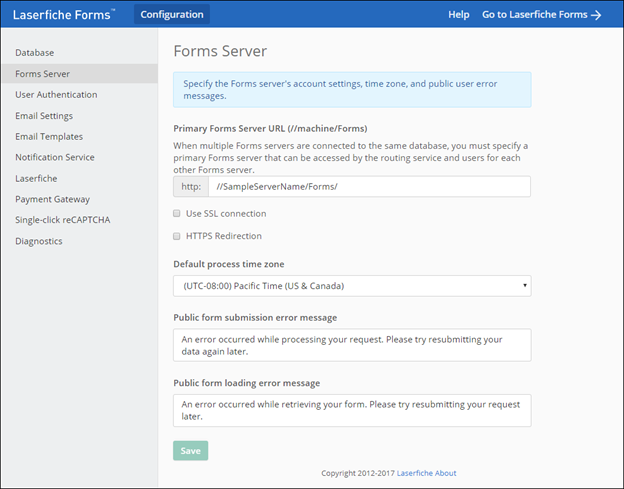 Laserfiche Forms™ Configuration Help Go to Laserfiche Forms →
Database
Forms Server
User Authentication
Email Settings
Email Templates
Notification Service
Laserfiche
Payment Gateway
Single-click reCAPTCHA
Diagnostics
Forms Server
Specify the Forms server's account settings, time zone, and public user error
messages.
Primary Forms Server URL (//machine/Forms)
When multiple Forms servers are connected to the same database, you must specify a
primary Forms server that can be accessed by the routing service and users for each
other Forms server.
http: //SampleServerName/Forms/
Use SSL connection
HTTPS Redirection
Default process time zone
(UTC-08:00) Pacific Time (US & Canada)
Public form submission error message
An error occurred while processing your request. Please try resubmitting your
data again later.
Public form loading error message
An error occurred while retrieving your form. Please try resubmitting your request
later.
Save
Copyright 2012-2017 Laserfiche About